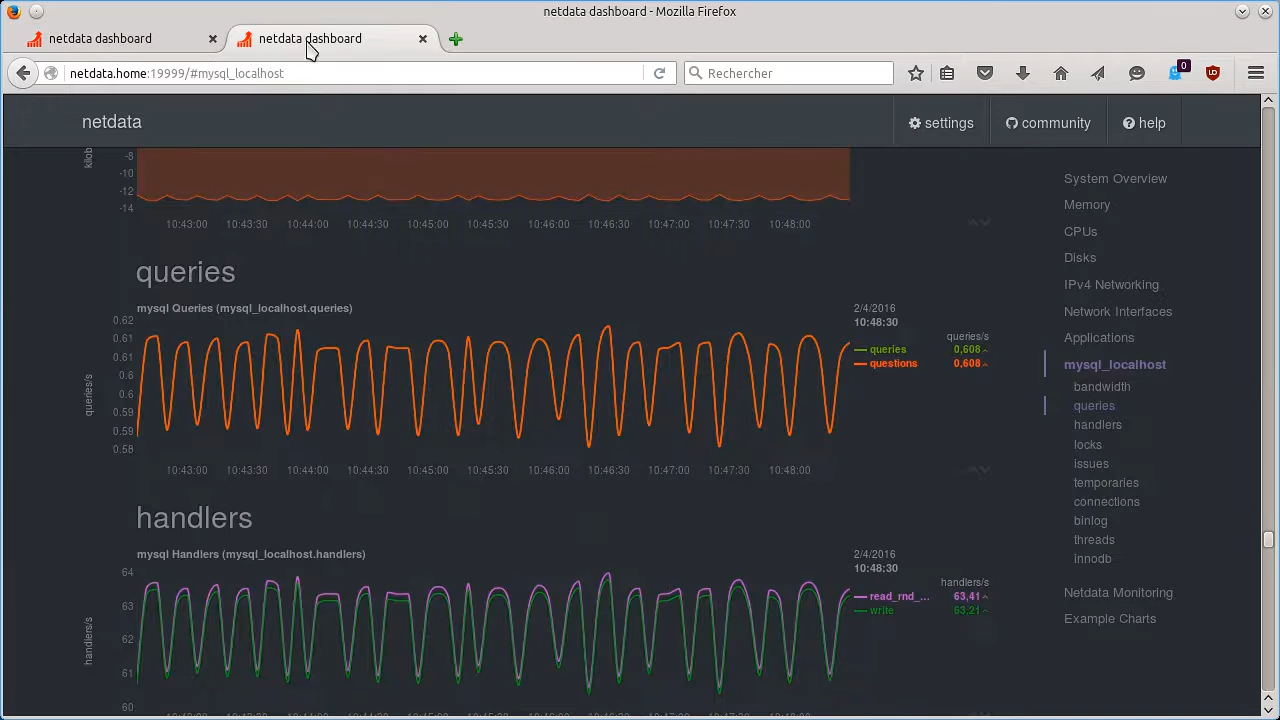 netdata dashboard - Mozilla Firefox
netdata dashboard
netdata dashboard
netdata.home:19999/#mysql_localhost
Rechercher
0
netdata
settings
community
help
kilob
-8
-10
-12
-14
10:43:00 10:43:30 10:44:00 10:44:30 10:45:00 10:45:30 10:46:00 10:46:30 10:47:00 10:47:30 10:48:00
queries
mysql Queries (mysql_localhost.queries)
queries/s
0.62
0.61
0.61
0.6
0.6
0.59
0.59
0.58
10:43:00 10:43:30 10:44:00 10:44:30 10:45:00 10:45:30 10:46:00 10:46:30 10:47:00 10:47:30 10:48:00
2/4/2016
10:48:30
queries/s
queries 0,608
questions 0,608
handlers
mysql Handlers (mysql_localhost.handlers)
handlers/s
64
63
62
61
60
2/4/2016
10:48:30
handlers/s
read_rnd_... 63,41
write 63,21
System Overview
Memory
CPUs
Disks
IPv4 Networking
Network Interfaces
Applications
mysql_localhost
bandwidth
queries
handlers
locks
issues
temporaries
connections
binlog
threads
innodb
Netdata Monitoring
Example Charts